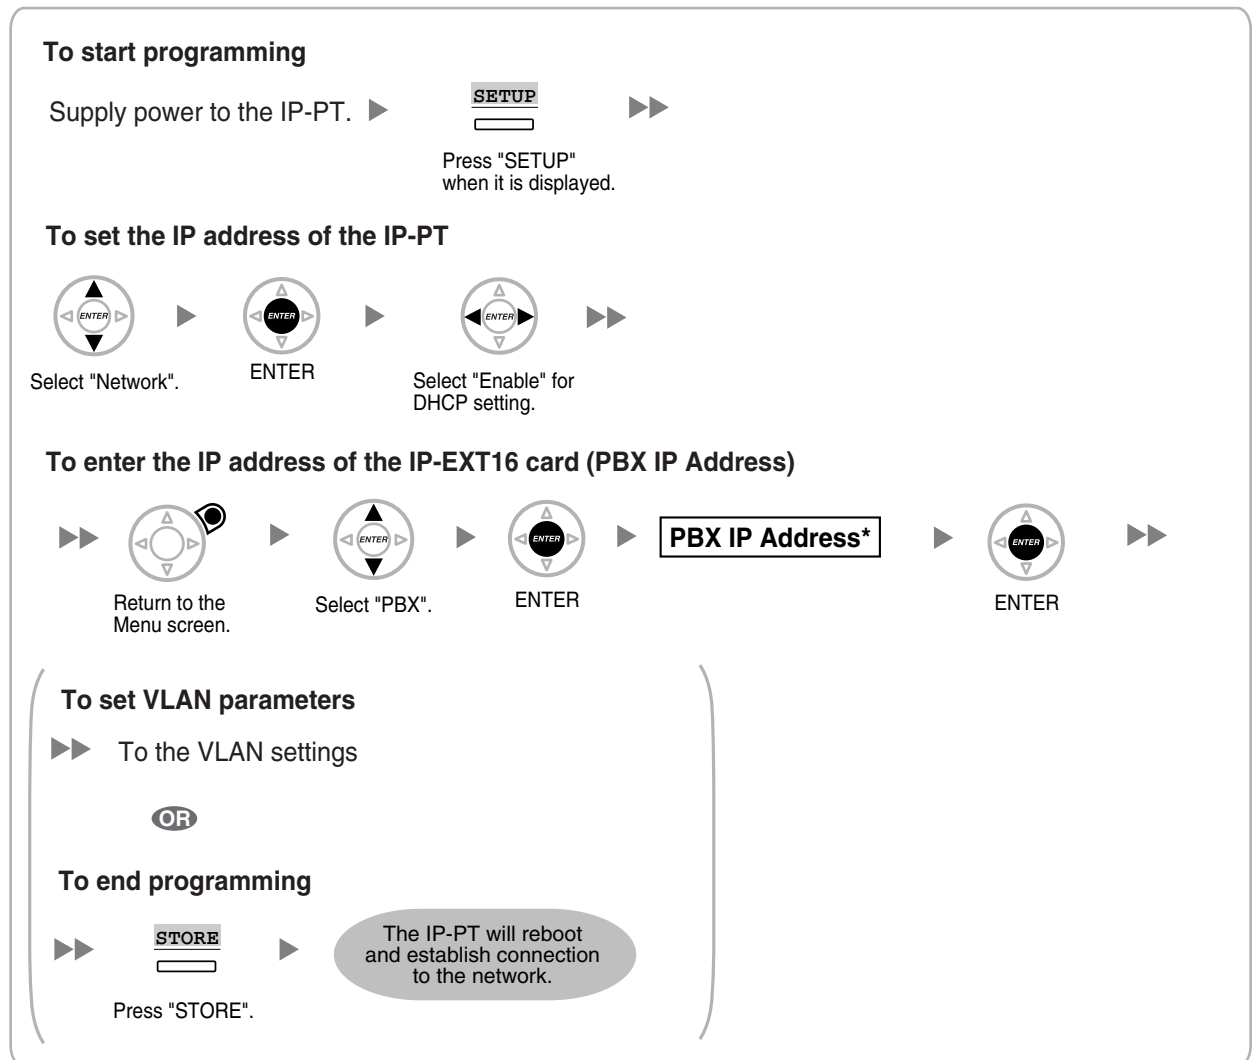 To start programming
Supply power to the IP-PT.
SETUP
Press "SETUP"
when it is displayed.
To set the IP address of the IP-PT
ENTER
ENTER
ENTER
Select "Network".
ENTER
Select "Enable" for
DHCP setting.
To enter the IP address of the IP-EXT16 card (PBX IP Address)
ENTER
ENTER
PBX IP Address*
ENTER
Return to the
Menu screen.
Select "PBX".
ENTER
ENTER
To set VLAN parameters
To the VLAN settings
OR
To end programming
STORE
Press "STORE".
The IP-PT will reboot
and establish connection
to the network.